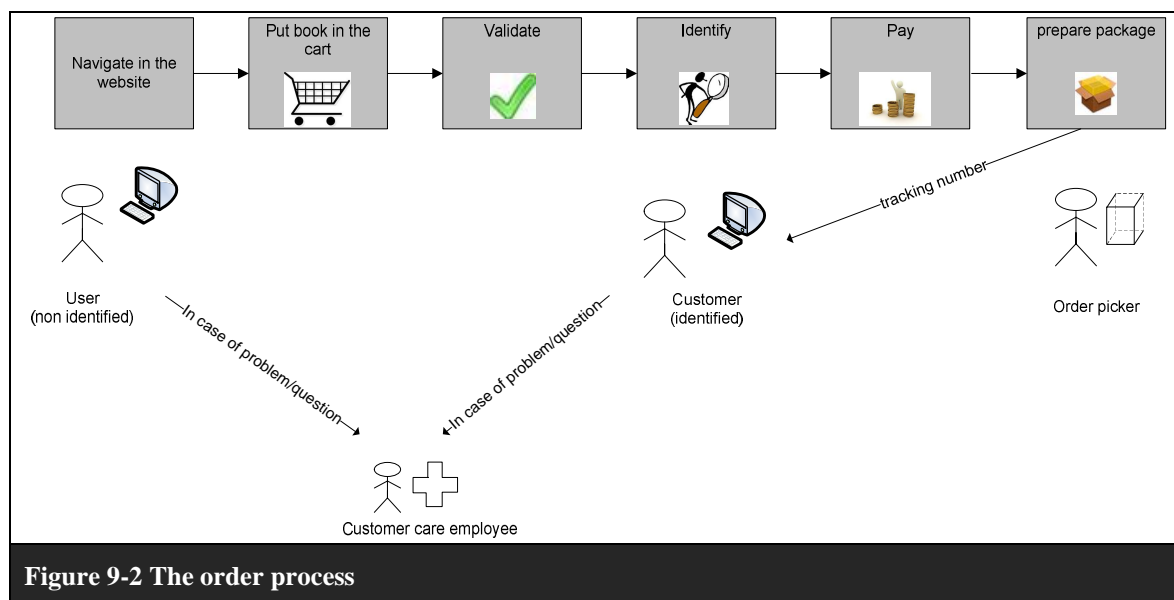 Navigate in the
website
Put book in the
cart
Validate
Identify
Pay
prepare package
tracking number
User
(non identified)
Customer
(identified)
Order picker
In case of problem/question
In case of problem/question
Customer care employee
Figure 9-2 The order process